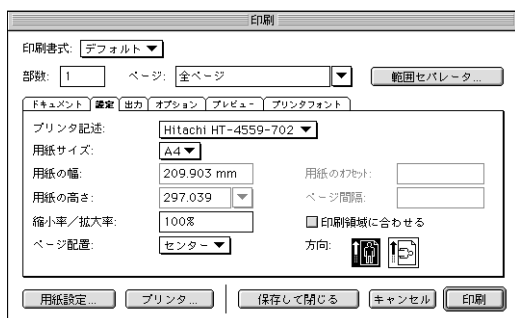 印刷
印刷書式: デフォルト
部数: 1 ページ: 全ページ 範囲セパレータ...
ドキュメント 設定 出力 オプション プレビュー プリンタフォント
プリンタ記述: Hitachi HT-4559-702
用紙サイズ: A4
用紙の幅: 209.903 mm 用紙のオフセット:
用紙の高さ: 297.039 ページ間隔:
縮小率/拡大率: 100% 印刷領域に合わせる
ページ配置: センター 方向:
用紙設定... プリンタ... 保存して閉じる キャンセル 印刷